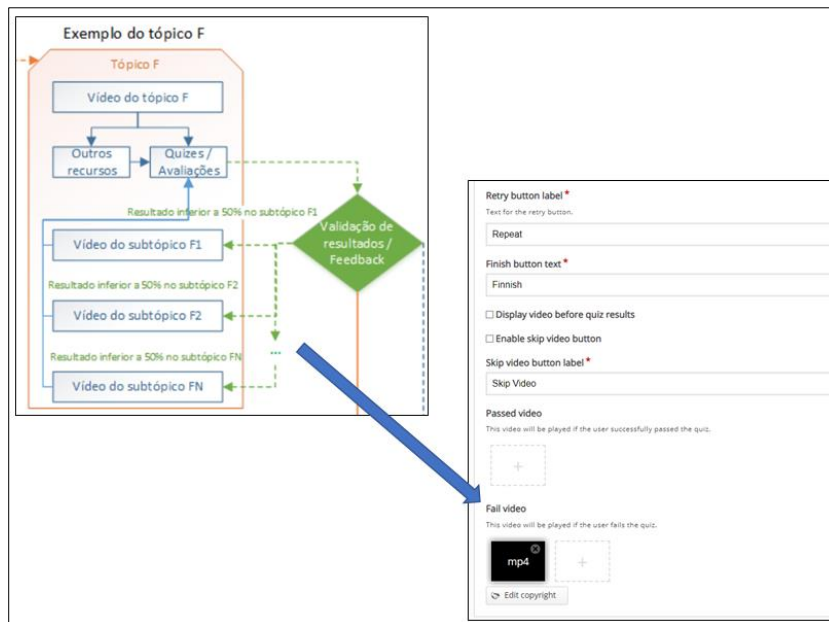 Exemplo do tópico F
Tópico F
Vídeo do tópico F
Outros
recursos
Quizes /
Avaliações
Resultado inferior a 50% no subtópico F1
Validação de
resultados /
Feedback
Vídeo do subtópico F1
Resultado inferior a 50% no subtópico F2
Vídeo do subtópico F2
...
Resultado inferior a 50% no subtópico FN
Vídeo do subtópico FN
Retry button label *
Text for the retry button.
Repeat
Finish button text *
Finnish
Display video before quiz results
Enable skip video button
Skip video button label *
Skip Video
Passed video
This video will be played if the user successfully passed the quiz.
+
Fail video
This video will be played if the user fails the quiz.
mp4
+
Edit copyright